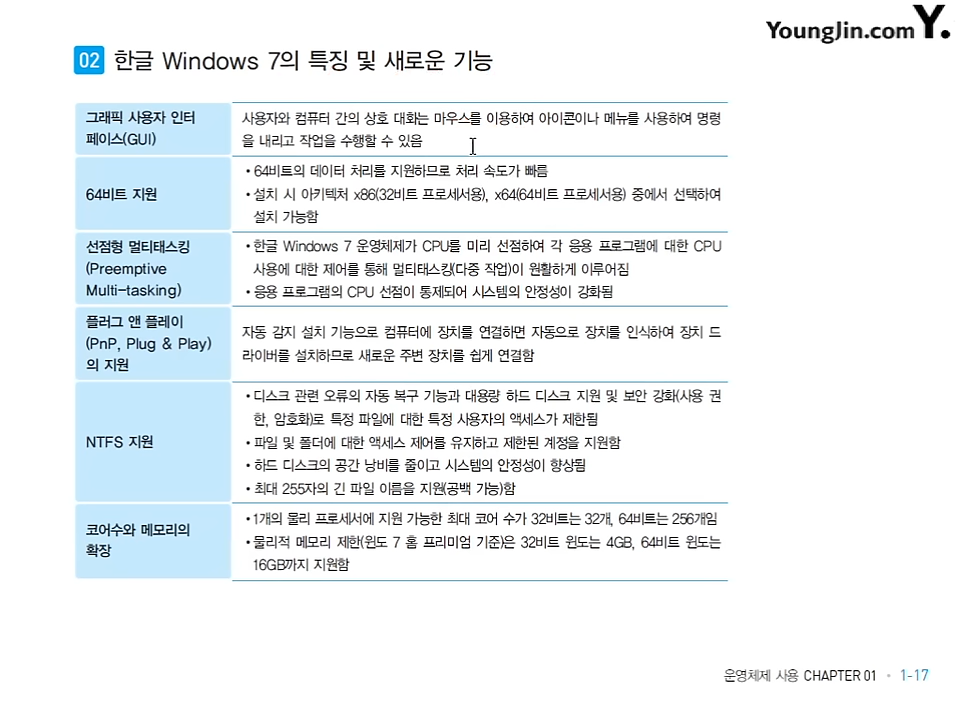 YoungJin.com Y.
02 한글 Windows 7의 특징 및 새로운 기능
그래픽 사용자 인터
페이스(GUI)
사용자와 컴퓨터 간의 상호 대화는 마우스를 이용하여 아이콘이나 메뉴를 사용하여 명령
을 내리고 작업을 수행할 수 있음
64비트 지원
• 64비트의 데이터 처리를 지원하므로 처리 속도가 빠름
• 설치 시 아키텍처 x86(32비트 프로세서용), x64(64비트 프로세서용) 중에서 선택하여
설치 가능함
선점형 멀티태스킹
(Preemptive
Multi-tasking)
• 한글 Windows 7 운영체제가 CPU를 미리 선점하여 각 응용 프로그램에 대한 CPU
사용에 대한 제어를 통해 멀티태스킹(다중 작업)이 원활하게 이루어짐
• 응용 프로그램의 CPU 선점이 통제되어 시스템의 안정성이 강화됨
플러그 앤 플레이
(PnP, Plug & Play)
의 지원
자동 감지 설치 기능으로 컴퓨터에 장치를 연결하면 자동으로 장치를 인식하여 장치 드
라이버를 설치하므로 새로운 주변 장치를 쉽게 연결함
NTFS 지원
• 디스크 관련 오류의 자동 복구 기능과 대용량 하드 디스크 지원 및 보안 강화(사용 권
한, 암호화)로 특정 파일에 대한 특정 사용자의 액세스가 제한됨
• 파일 및 폴더에 대한 액세스 제어를 유지하고 제한된 계정을 지원함
• 하드 디스크의 공간 낭비를 줄이고 시스템의 안정성이 향상됨
• 최대 255자의 긴 파일 이름을 지원(공백 가능)함
코어수와 메모리의
확장
• 1개의 물리 프로세서에 지원 가능한 최대 코어 수가 32비트는 32개, 64비트는 256개임
• 물리적 메모리 제한(윈도 7 홈 프리미엄 기준)은 32비트 윈도는 4GB, 64비트 윈도는
16GB까지 지원함
운영체제 사용 CHAPTER 01 • 1-17